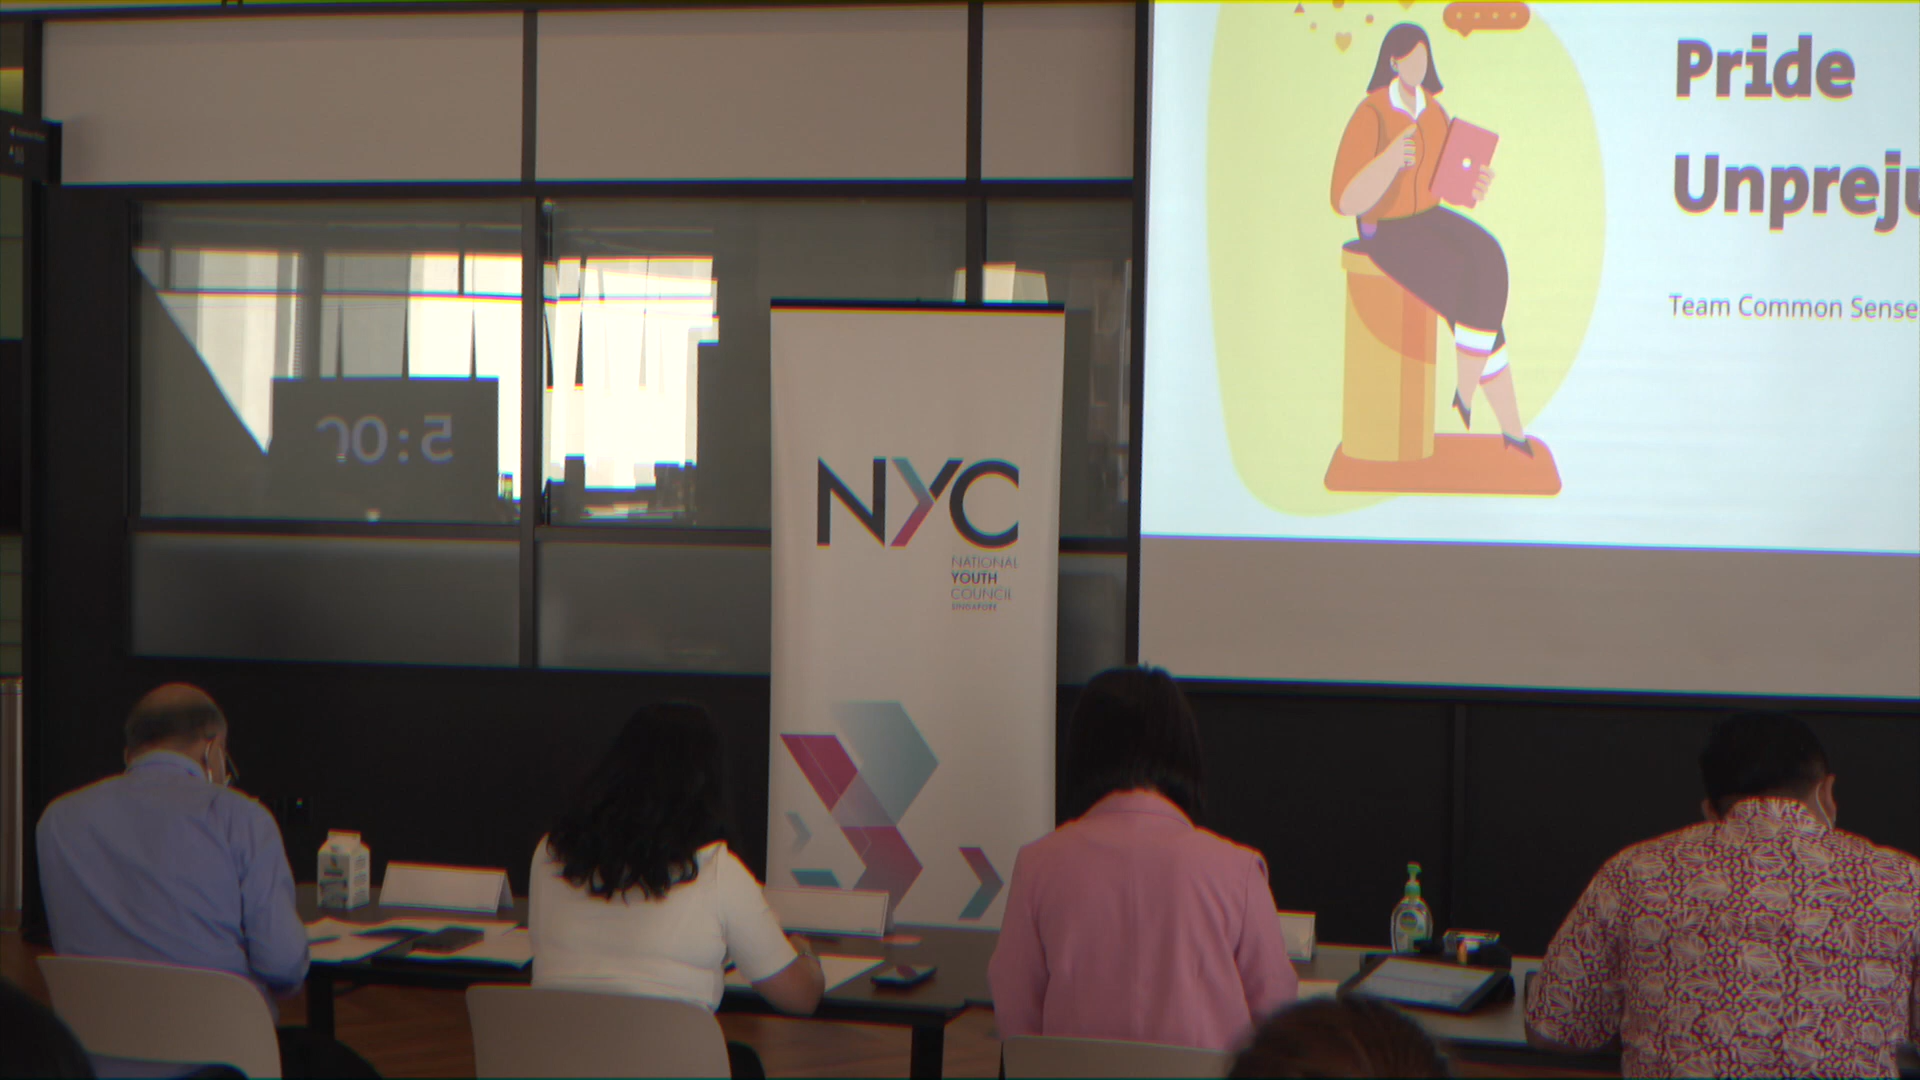 Pride
Unpreju
Team Common Sense
5:00
NYC
NATIONAL
YOUTH
COUNCIL
SINGAPORE